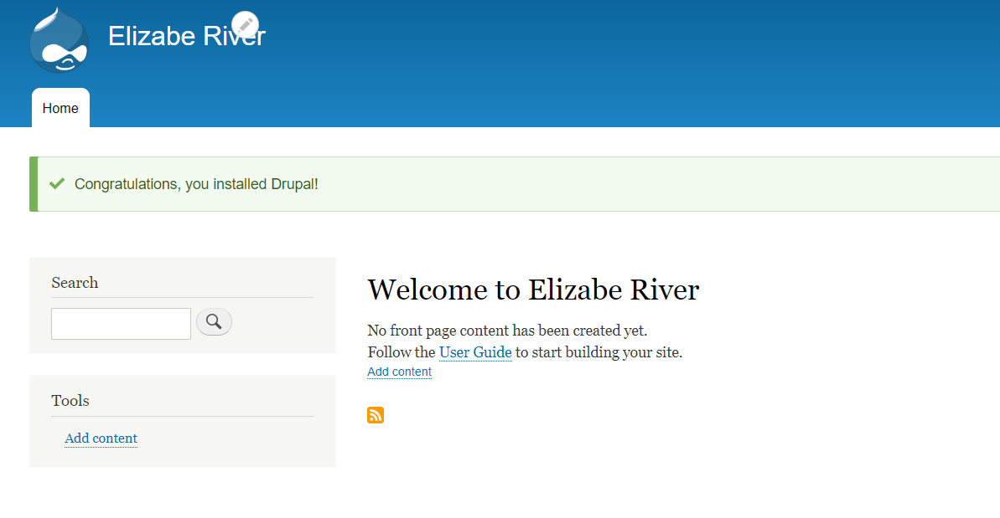 Elizabe River
Home
Congratulations, you installed Drupal!
Search
Tools
Add content
Welcome to Elizabe River
No front page content has been created yet.
Follow the User Guide to start building your site.
Add content